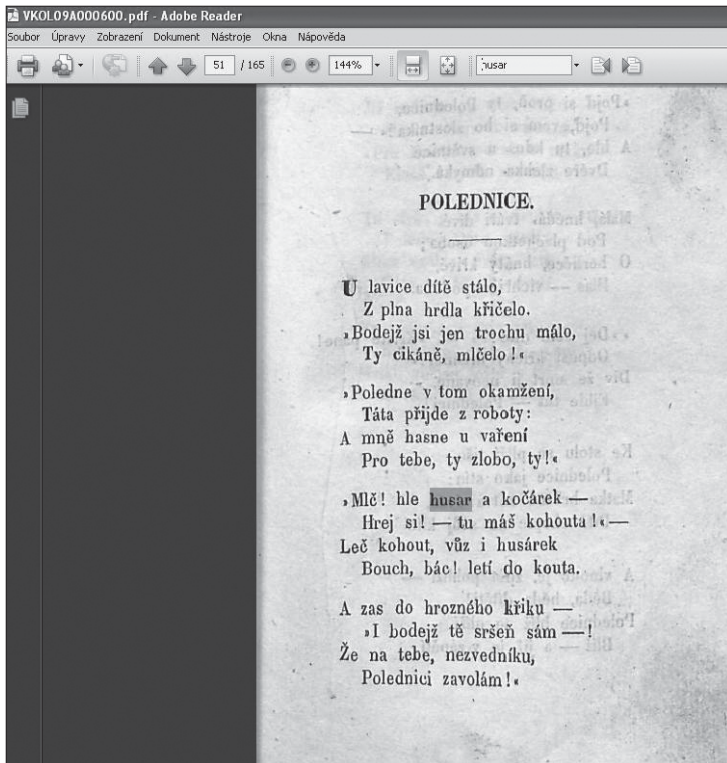 VKOL09A000600.pdf - Adobe Reader
Soubor Úpravy Zobrazení Dokument Nástroje Okna Nápověda
51 / 165 144% husar
POLEDNICE.
U lavice dítě stálo,
Z plna hrdla křičelo.
„Bodejž jsi jen trochu málo,
Ty cikáně, mlčelo!“
„Poledne v tom okamžení,
Táta přijde z roboty:
A mně hasne u vaření
Pro tebe, ty zlobo, ty!“
„Mlč! hle husar a kočárek —
Hrej si! — tu máš kohouta!“ —
Leč kohout, vůz i husárek
Bouch, bác! letí do kouta.
A zas do hrozného křiku —
„I bodejž tě sršeň sám —!
Že na tebe, nezvedníku,
Polednici zavolám!“